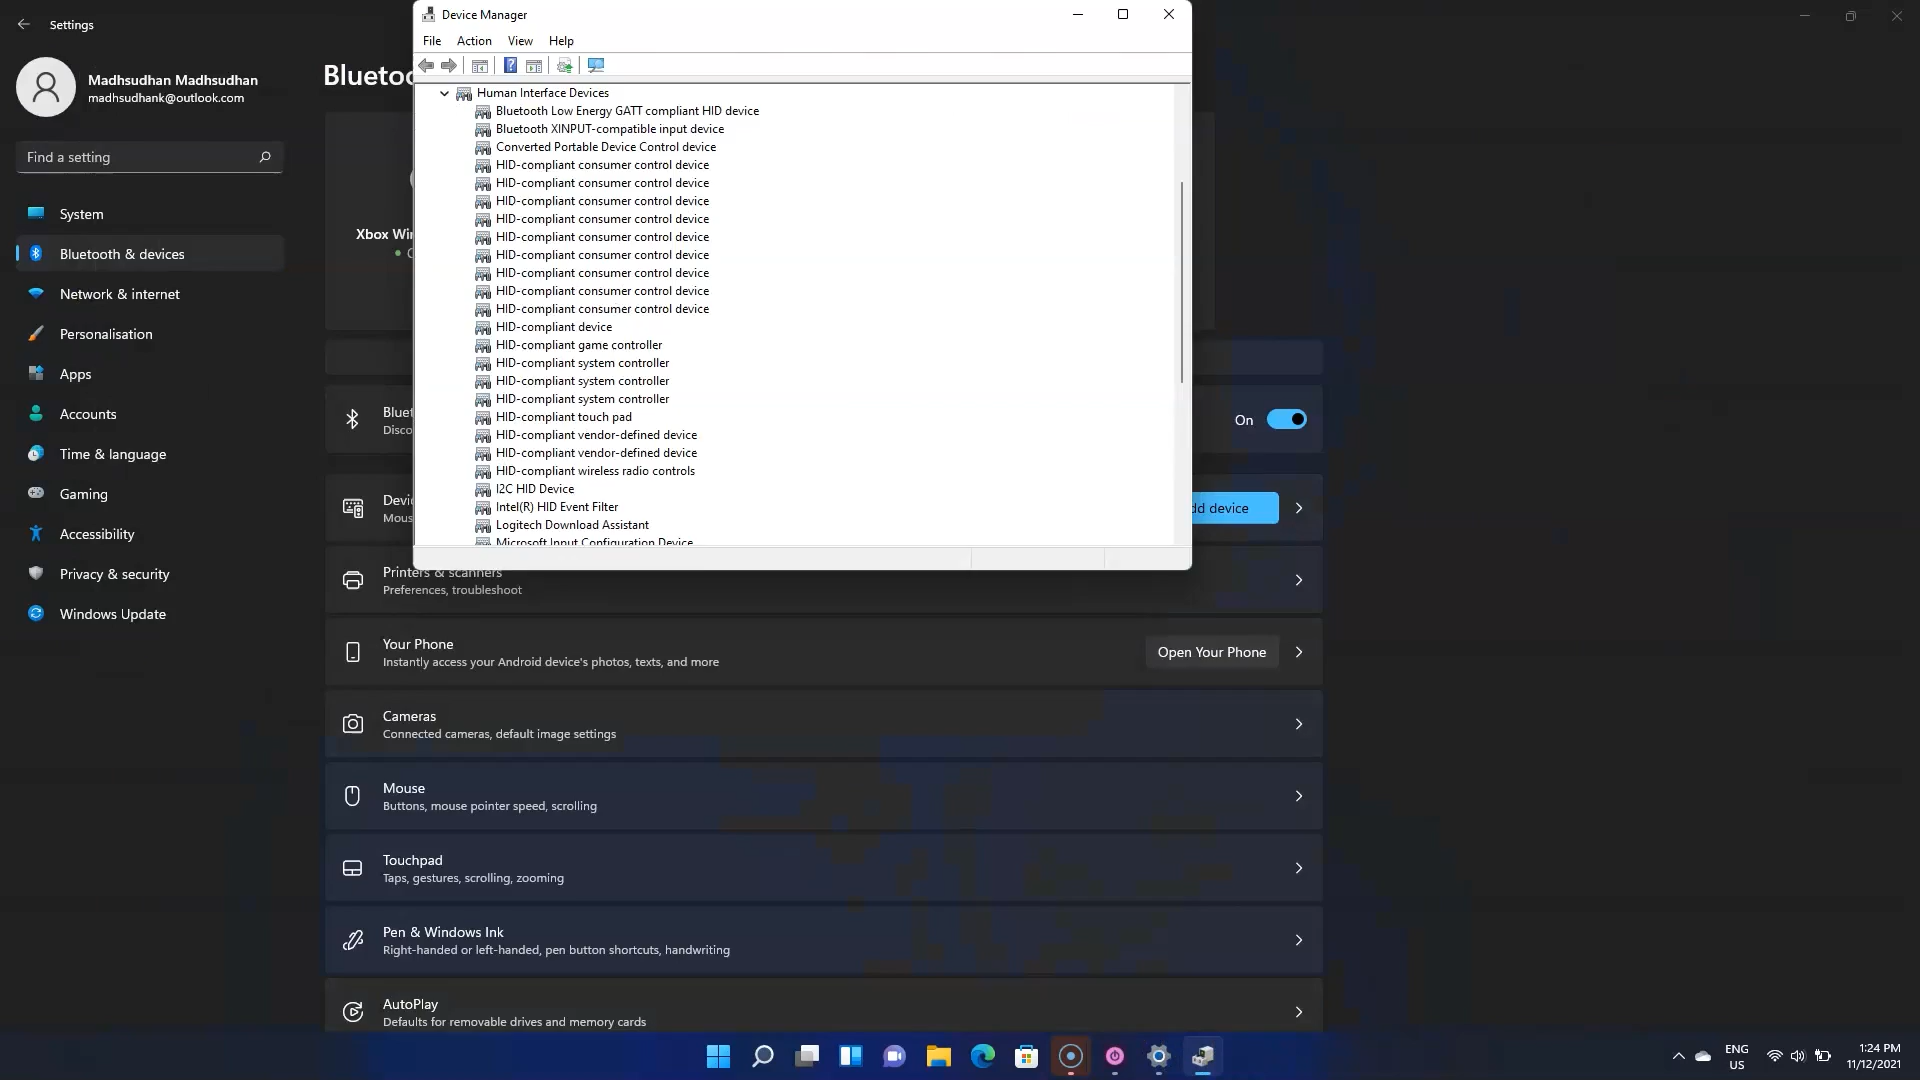 Settings
Madhsudhan Madhsudhan
madhsudhank@outlook.com
Find a setting
System
Bluetooth & devices
Network & internet
Personalisation
Apps
Accounts
Time & language
Gaming
Accessibility
Privacy & security
Windows Update
Device Manager
File Action View Help
Human Interface Devices
Bluetooth Low Energy GATT compliant HID device
Bluetooth XINPUT-compatible input device
Converted Portable Device Control device
HID-compliant consumer control device
HID-compliant consumer control device
HID-compliant consumer control device
HID-compliant consumer control device
HID-compliant consumer control device
HID-compliant consumer control device
HID-compliant consumer control device
HID-compliant consumer control device
HID-compliant consumer control device
HID-compliant device
HID-compliant game controller
HID-compliant system controller
HID-compliant system controller
HID-compliant system controller
HID-compliant touch pad
HID-compliant vendor-defined device
HID-compliant vendor-defined device
HID-compliant wireless radio controls
I2C HID Device
Intel(R) HID Event Filter
Logitech Download Assistant
Microsoft Input Configuration Device
Xbox
On
device
Printers & scanners
Preferences, troubleshoot
Your Phone
Instantly access your Android device's photos, texts, and more
Open Your Phone
Cameras
Connected cameras, default image settings
Mouse
Buttons, mouse pointer speed, scrolling
Touchpad
Taps, gestures, scrolling, zooming
Pen & Windows Ink
Right-handed or left-handed, pen button shortcuts, handwriting
AutoPlay
Defaults for removable drives and memory cards
ENG
US
1:24 PM
11/12/2021